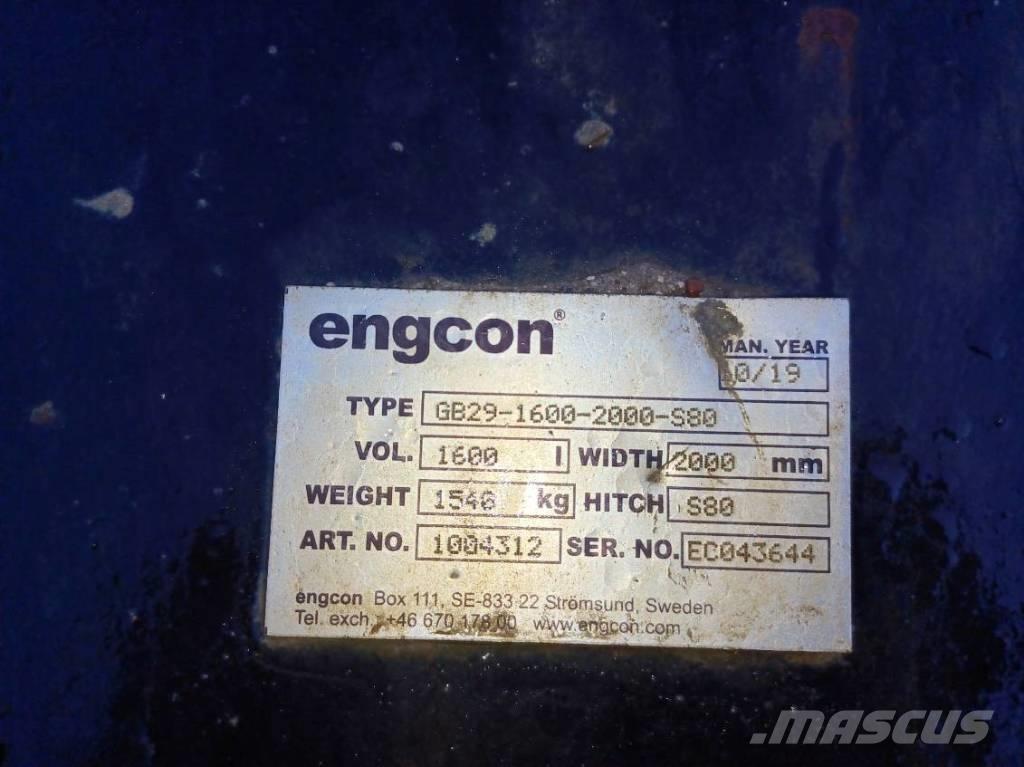 engcon®
MAN. YEAR
10/19
TYPE GB29-1600-2000-S80
VOL. 1600 l WIDTH 2000 mm
WEIGHT kg HITCH S80
ART. NO. 1004312 SER. NO. EC043644
engcon Box 111, SE-833 22 Strömsund, Sweden
Tel. exch.: +46 670 178 00 www.engcon.com
MASCUS